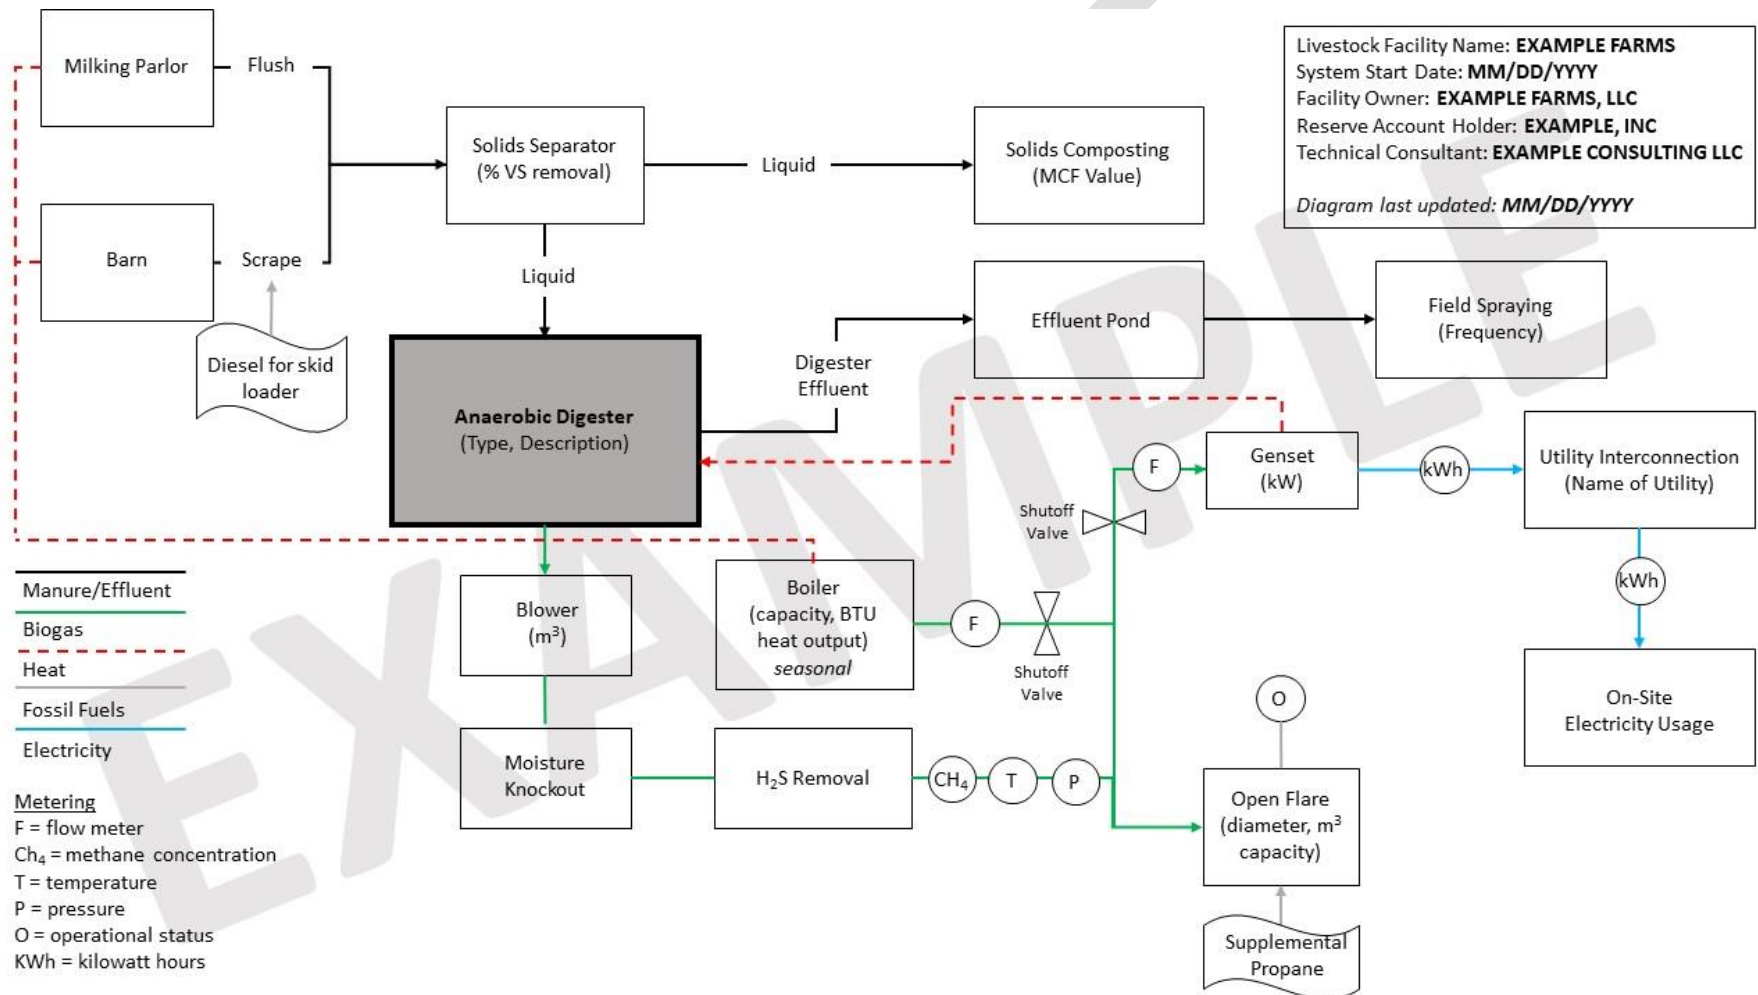 Milking Parlor
Flush
Barn
Scrape
Diesel for skid
loader
Solids Separator
(% VS removal)
Liquid
Liquid
Solids Composting
(MCF Value)
Livestock Facility Name: EXAMPLE FARMS
System Start Date: MM/DD/YYYY
Facility Owner: EXAMPLE FARMS, LLC
Reserve Account Holder: EXAMPLE, INC
Technical Consultant: EXAMPLE CONSULTING LLC
Diagram last updated: MM/DD/YYYY
Anaerobic Digester
(Type, Description)
Digester
Effluent
Effluent Pond
Field Spraying
(Frequency)
F
Genset
(kW)
kWh
Utility Interconnection
(Name of Utility)
Shutoff
Valve
kWh
On-Site
Electricity Usage
Blower
(m³)
Boiler
(capacity, BTU
heat output)
seasonal
F
Shutoff
Valve
Moisture
Knockout
H₂S Removal
CH₄
T
P
O
Open Flare
(diameter, m³
capacity)
Supplemental
Propane
Manure/Effluent
Biogas
Heat
Fossil Fuels
Electricity
Metering
F = flow meter
Ch₄ = methane concentration
T = temperature
P = pressure
O = operational status
KWh = kilowatt hours
EXAMPLE